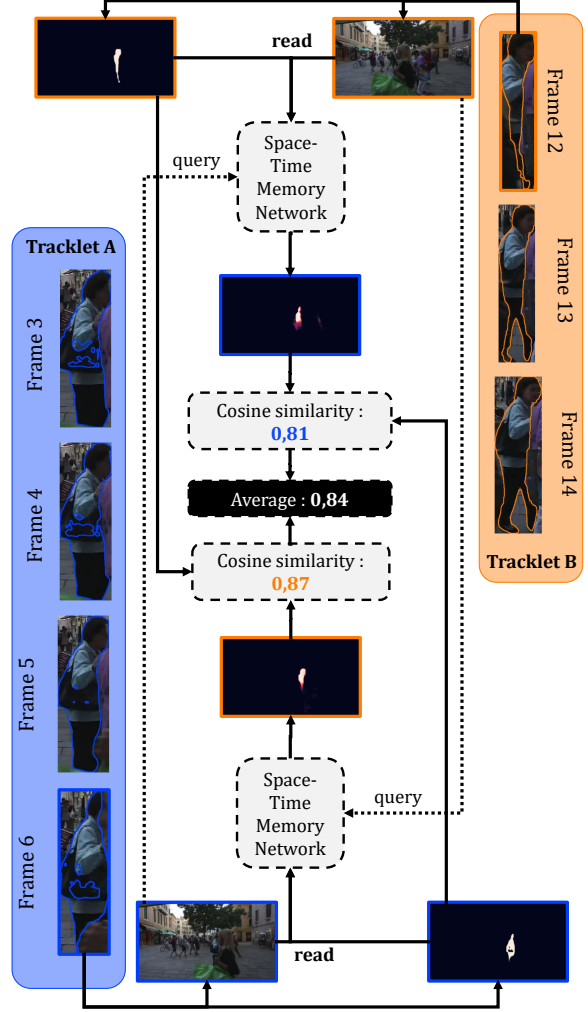 read
Frame 12
Space-
Time
Memory
Network
query
Tracklet A
Frame 3
Frame 13
Cosine similarity :
0,81
Frame 4
Frame 14
Average : 0,84
Cosine similarity :
0,87
Tracklet B
Frame 5
Space-
Time
Memory
Network
query
Frame 6
read